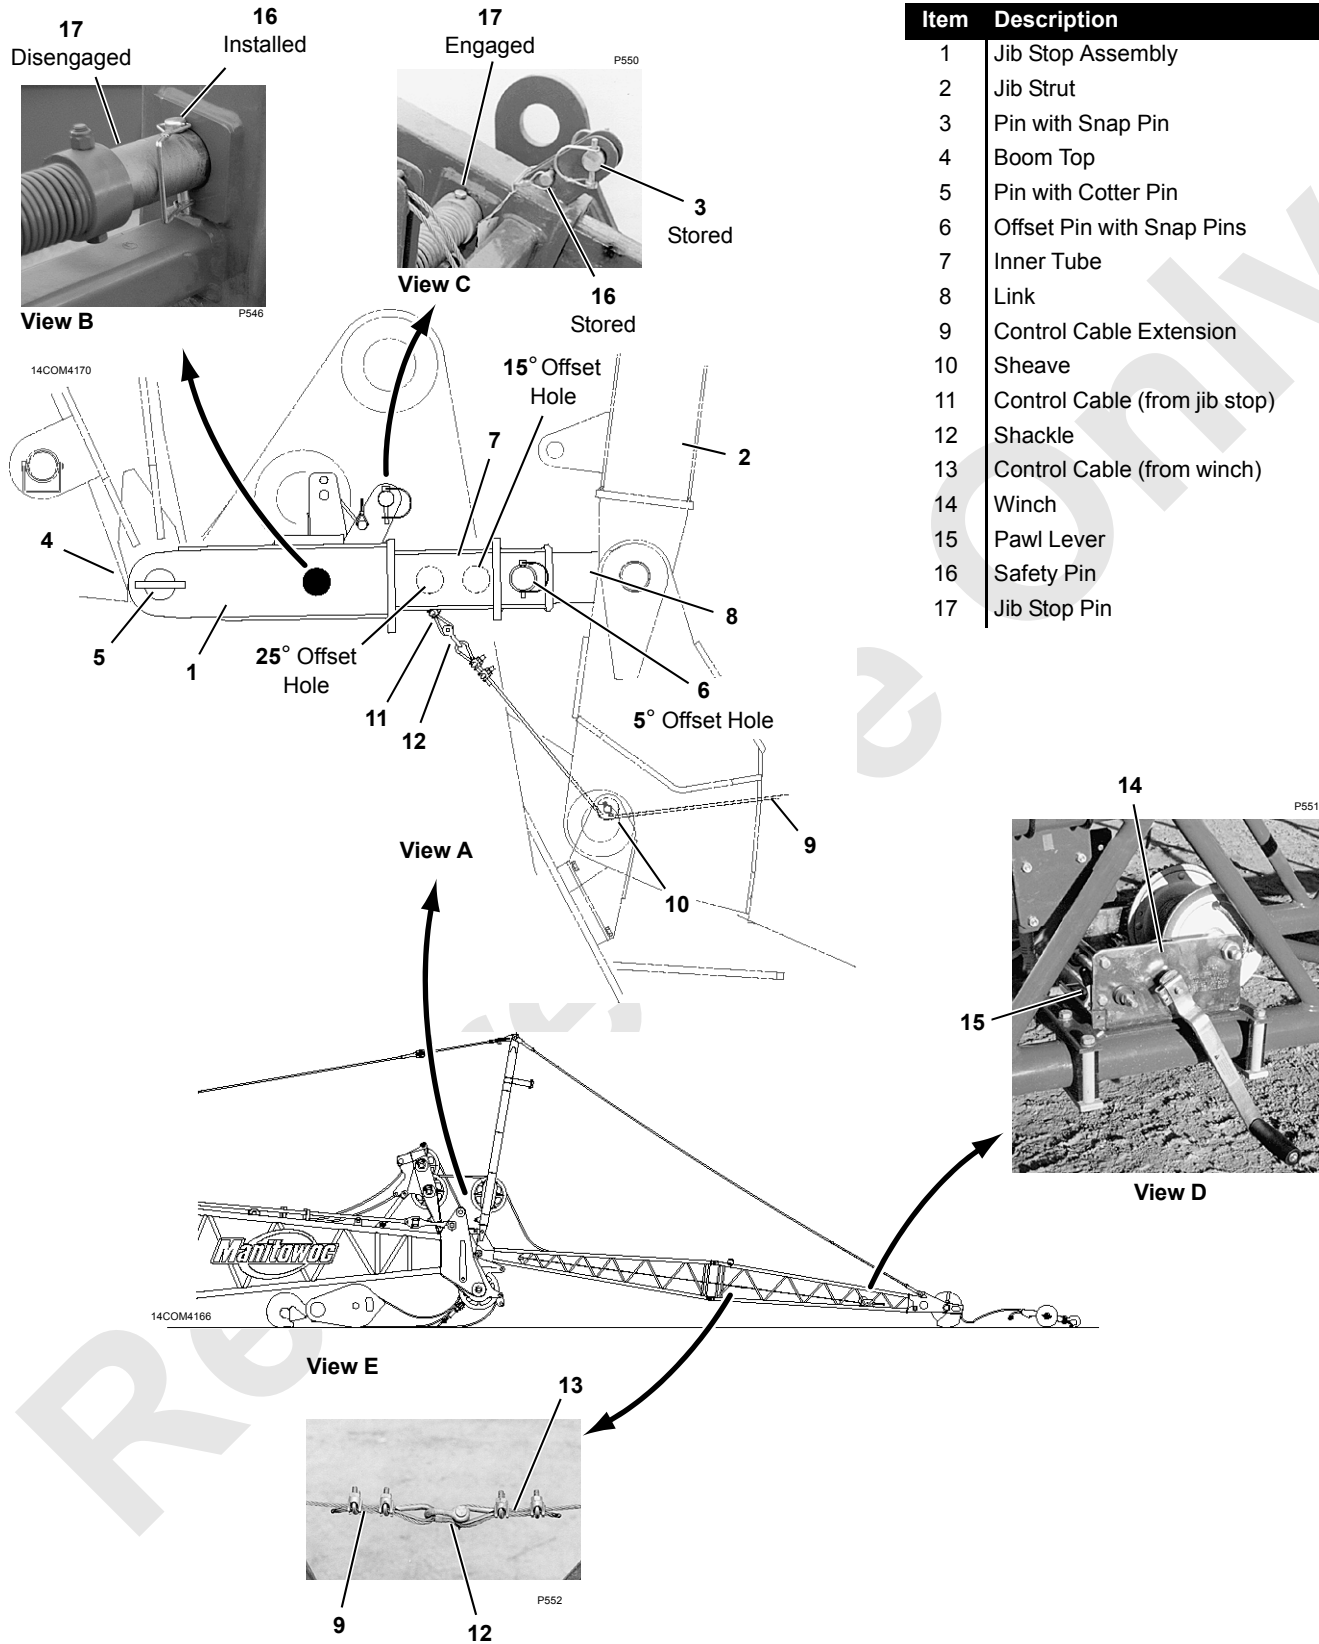 17
Disengaged
16
Installed
17
Engaged
P550
3
Stored
16
Stored
View C
View B
P546
14COM4170
15° Offset
Hole
7
2
4
5
1
25° Offset
Hole
11
12
8
6
5° Offset Hole
9
10
View A
Item Description
1 Jib Stop Assembly
2 Jib Strut
3 Pin with Snap Pin
4 Boom Top
5 Pin with Cotter Pin
6 Offset Pin with Snap Pins
7 Inner Tube
8 Link
9 Control Cable Extension
10 Sheave
11 Control Cable (from jib stop)
12 Shackle
13 Control Cable (from winch)
14 Winch
15 Pawl Lever
16 Safety Pin
17 Jib Stop Pin
14
P551
15
View D
Manitowoc
14COM4166
View E
13
P552
9
12
Only